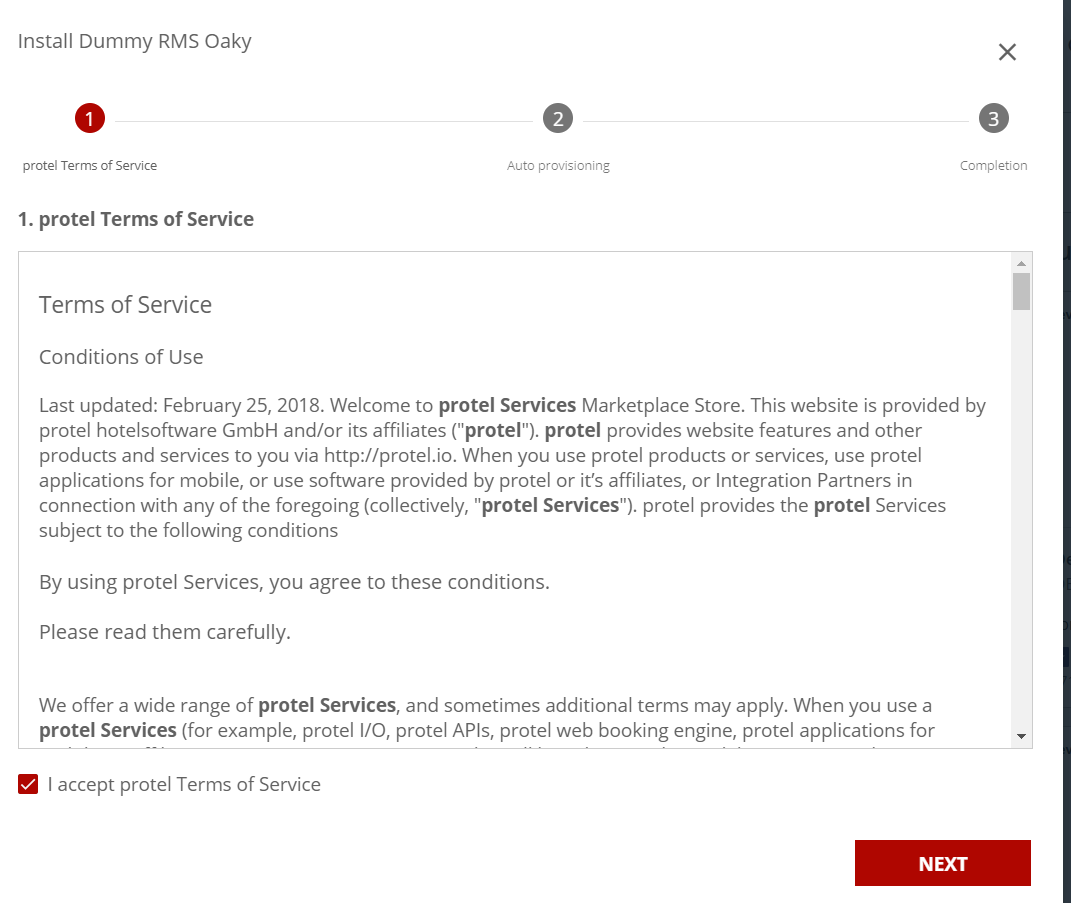 Install Dummy RMS Oaky
1
2
3
protel Terms of Service
Auto provisioning
Completion
1. protel Terms of Service
Terms of Service
Conditions of Use
Last updated: February 25, 2018. Welcome to protel Services Marketplace Store. This website is provided by
protel hotelsoftware GmbH and/or its affiliates ("protel"). protel provides website features and other
products and services to you via http://protel.io. When you use protel products or services, use protel
applications for mobile, or use software provided by protel or it's affiliates, or Integration Partners in
connection with any of the foregoing (collectively, "protel Services"). protel provides the protel Services
subject to the following conditions
By using protel Services, you agree to these conditions.
Please read them carefully.
We offer a wide range of protel Services, and sometimes additional terms may apply. When you use a
protel Services (for example, protel I/O, protel APIs, protel web booking engine, protel applications for
I accept protel Terms of Service
NEXT